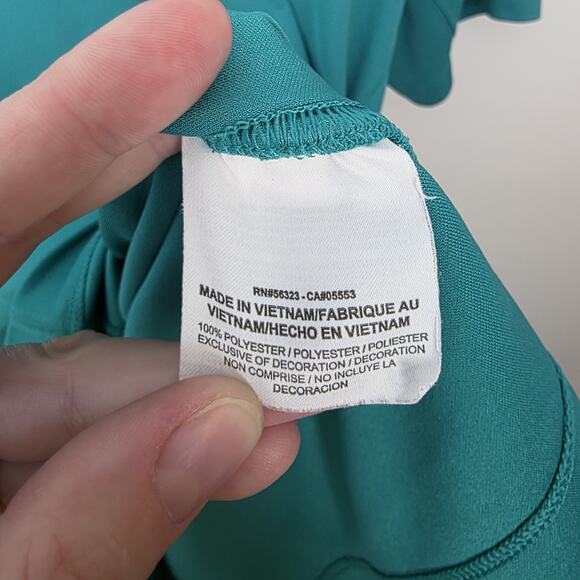 RN#56323 - CA#05553
MADE IN VIETNAM/FABRIQUE AU
VIETNAM/HECHO EN VIETNAM
100% POLYESTER / POLYESTER / POLIESTER
EXCLUSIVE OF DECORATION / DECORATION
NON COMPRISE / NO INCLUYE LA
DECORACION